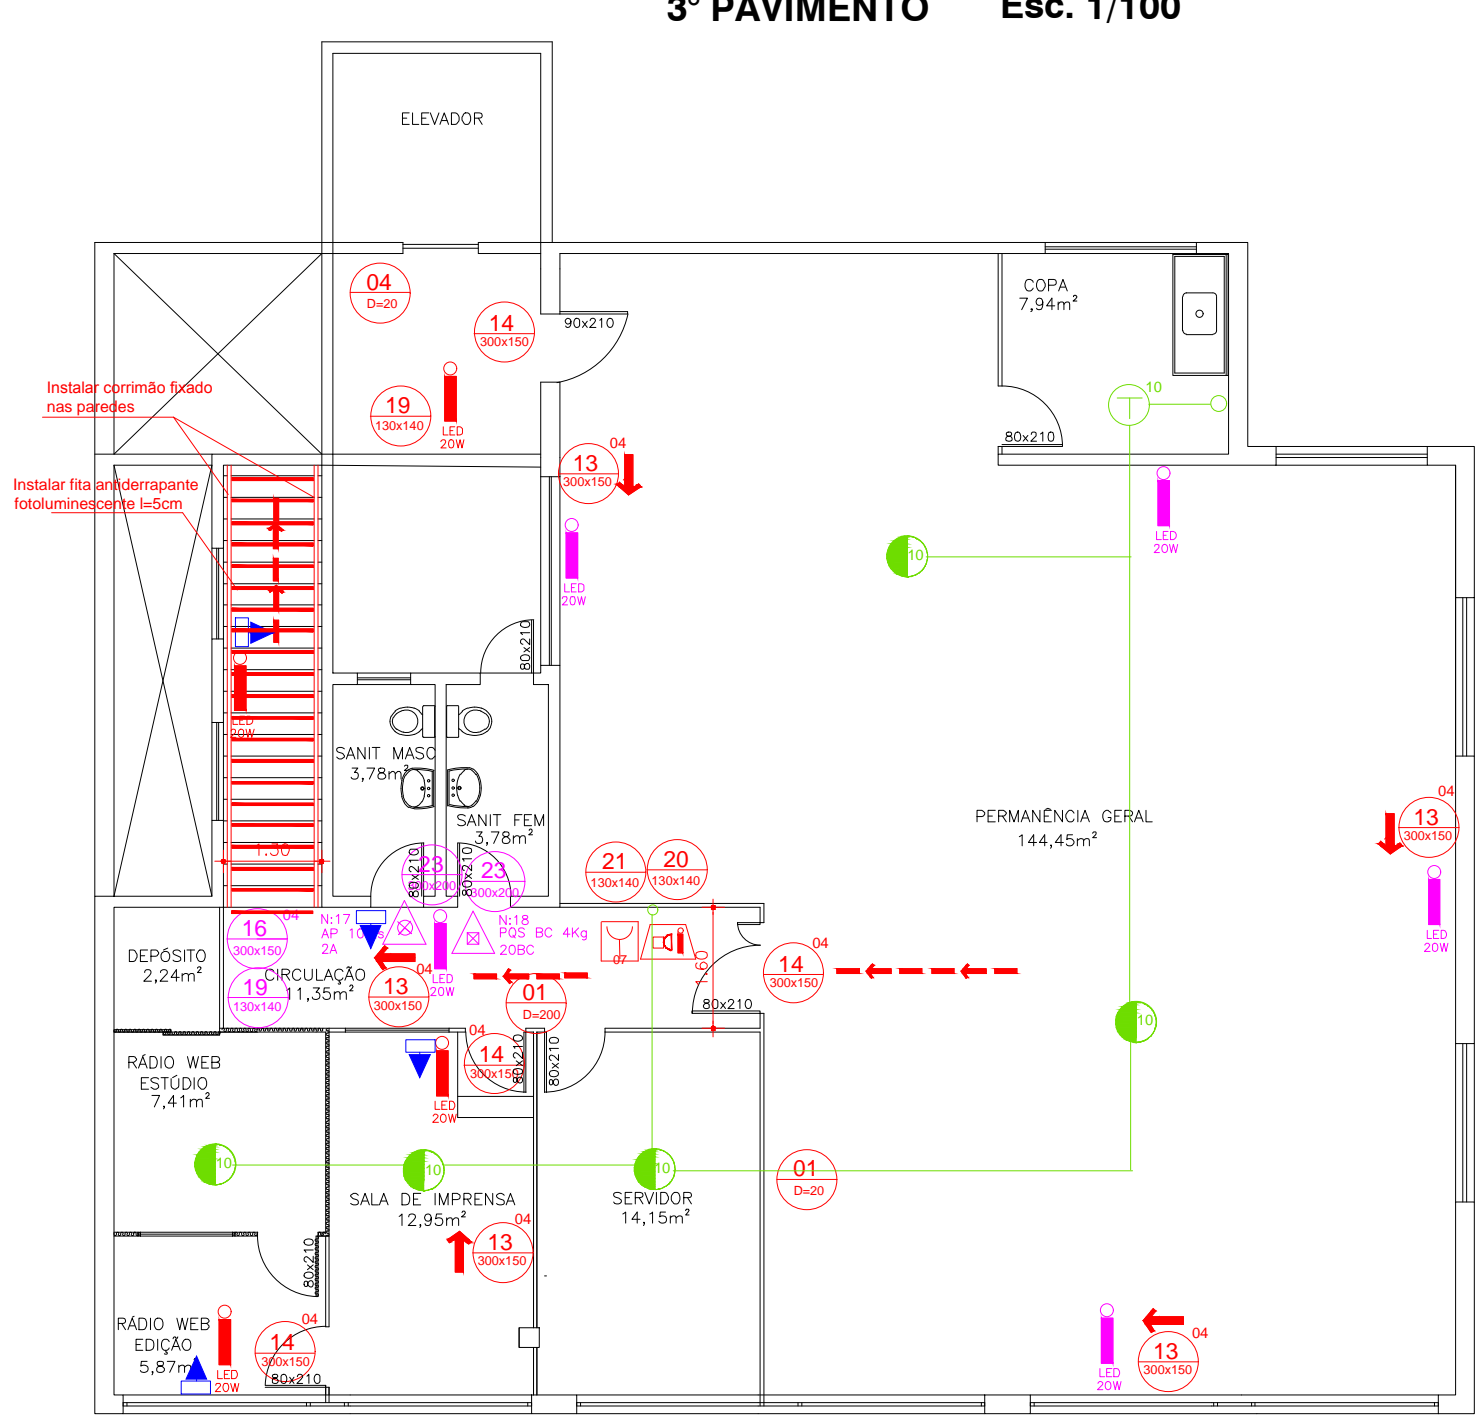 3º PAVIMENTO Esc. 1/100
ELEVADOR
04
D=20
14
300x150
90x210
COPA
7,94m²
Instalar corrimão fixado
nas paredes
19
130x140
LED
20W
10
80x210
04
13
300x150
Instalar fita antiderrapante
fotoluminescente l=5cm
LED
20W
10
LED
20W
80x210
LED
20W
SANIT MASC
3,78m²
SANIT FEM
3,78m²
PERMANÊNCIA GERAL
144,45m²
04
13
300x150
1.30
80x210
80x210
23
300x200
23
300x200
21
130x140
20
130x140
LED
20W
04
16
300x150
N:17
2A
N:18
PQS BC 4Kg
20BC
DEPÓSITO
2,24m²
CIRCULAÇÃO
11,35m²
19
130x140
04
13
300x150
LED
20W
07
1.60
04
14
300x150
01
D=200
80x210
10
RÁDIO WEB
ESTÚDIO
7,41m²
04
14
300x150
80x210
80x210
LED
20W
10
10
10
01
D=20
SALA DE IMPRENSA
12,95m²
SERVIDOR
14,15m²
04
13
300x150
80x210
RÁDIO WEB
EDIÇÃO
5,87m²
04
14
300x150
80x210
LED
20W
LED
20W
04
13
300x150